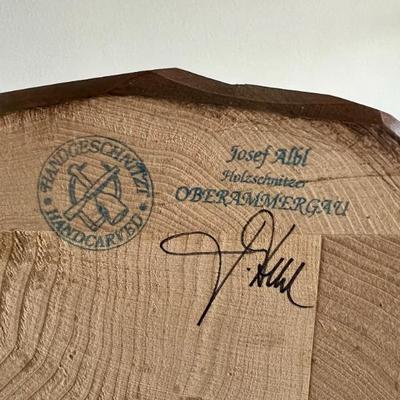 HANDGESCHNITZT
HANDCARVED
Josef Albl
Holzschnitzer
OBERAMMERGAU
J. Albl